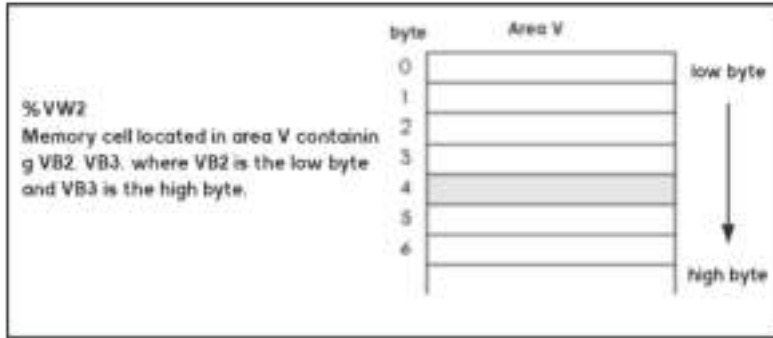 byte
Area V
0
low byte
1
% VW2
Memory cell located in area V containin
2
g VB2, VB3, where VB2 is the low byte
3
and VB3 is the high byte.
4
5
6
high byte